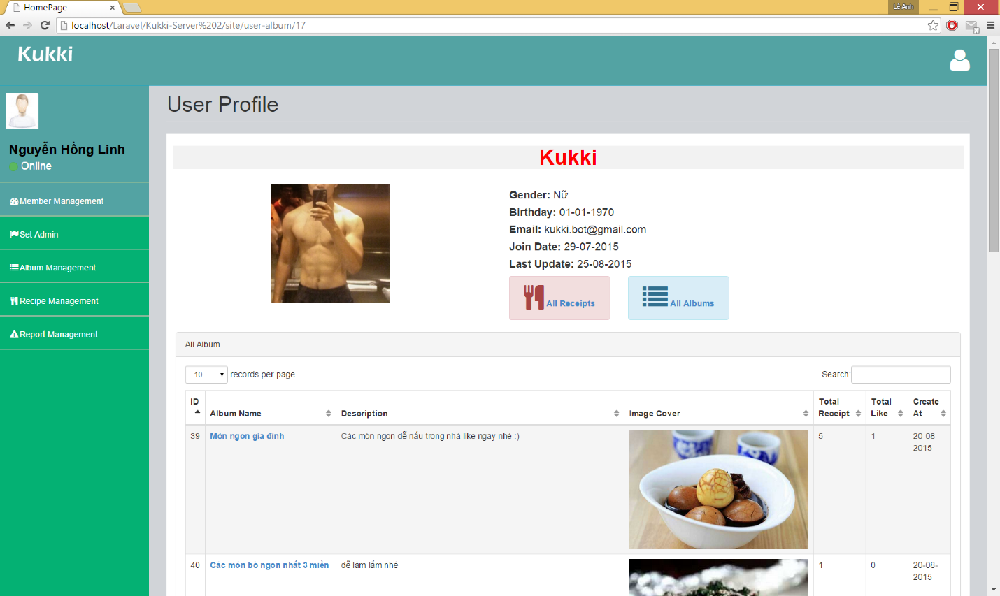 HomePage
Lê Anh
localhost/Laravel/Kukki-Server%202/site/user-album/17
Kukki
Nguyễn Hồng Linh
Online
Member Management
Set Admin
Album Management
Recipe Management
Report Management
User Profile
Kukki
Gender: Nữ
Birthday: 01-01-1970
Email: kukki.bot@gmail.com
Join Date: 29-07-2015
Last Update: 25-08-2015
All Receipts All Albums
All Album
10 records per page Search:
ID Album Name Description Image Cover Total Receipt Total Like Create At
39 Món ngon gia đình Các món ngon dễ nấu trong nhà like ngay nhé :) 5 1 20-08-2015
40 Các món bò ngon nhất 3 miền dễ làm lắm nhé 1 0 20-08-2015